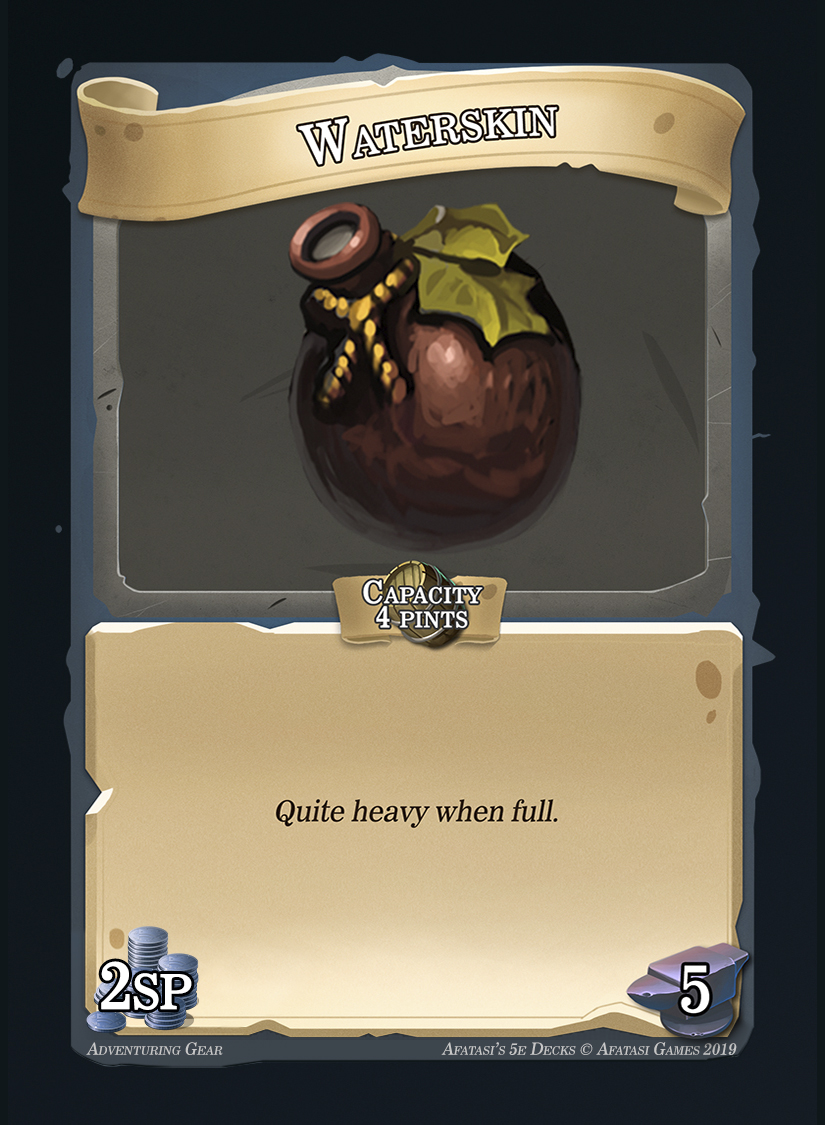 Waterskin
Capacity
4 pints
Quite heavy when full.
2sp
5
Adventuring Gear
Afatasi's 5e Decks © Afatasi Games 2019